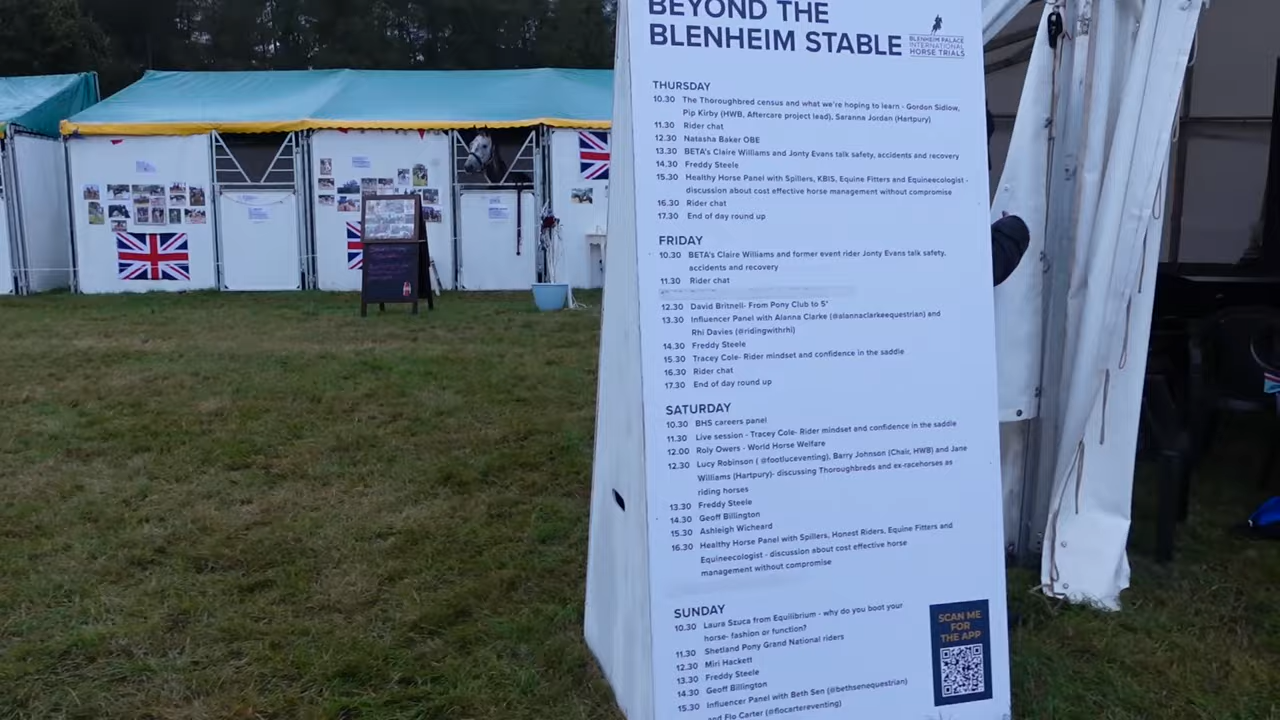 BEYOND THE
BLENHEIM STABLE
BLENHEIM PALACE
INTERNATIONAL
HORSE TRIALS
THURSDAY
10.30 The Thoroughbred census and what we're hoping to learn - Gordon Sidlow,
Pip Kirby (HWB, Aftercare project lead), Saranna Jordan (Hartpury)
11.30 Rider chat
12.30 Natasha Baker OBE
13.30 BETA's Claire Williams and Jonty Evans talk safety, accidents and recovery
14.30 Freddy Steele
15.30 Healthy Horse Panel with Spillers, KBIS, Equine Fitters and Equineecologist -
discussion about cost effective horse management without compromise
16.30 Rider chat
17.30 End of day round up
FRIDAY
10.30 BETA's Claire Williams and former event rider Jonty Evans talk safety,
accidents and recovery
11.30 Rider chat
12.30 David Britnell- From Pony Club to 5*
13.30 Influencer Panel with Alanna Clarke (@alannaclarkeequestrian) and
Rhi Davies (@ridingwithrhi)
14.30 Freddy Steele
15.30 Tracey Cole- Rider mindset and confidence in the saddle
16.30 Rider chat
17.30 End of day round up
SATURDAY
10.30 BHS careers panel
11.30 Live session - Tracey Cole- Rider mindset and confidence in the saddle
12.00 Roly Owers - World Horse Welfare
12.30 Lucy Robinson ( @footluceventing), Barry Johnson (Chair, HWB) and Jane
Williams (Hartpury)- discussing Thoroughbreds and ex-racehorses as
riding horses
13.30 Freddy Steele
14.30 Geoff Billington
15.30 Ashleigh Wicheard
16.30 Healthy Horse Panel with Spillers, Honest Riders, Equine Fitters and
Equineecologist - discussion about cost effective horse
management without compromise
SUNDAY
10.30 Laura Szuca from Equilibrium - why do you boot your
horse- fashion or function?
11.30 Shetland Pony Grand National riders
12.30 Miri Hackett
13.30 Freddy Steele
14.30 Geoff Billington
15.30 Influencer Panel with Beth Sen (@bethsenequestrian)
and Flo Carter (@flocartereventing)
SCAN ME
FOR
THE APP